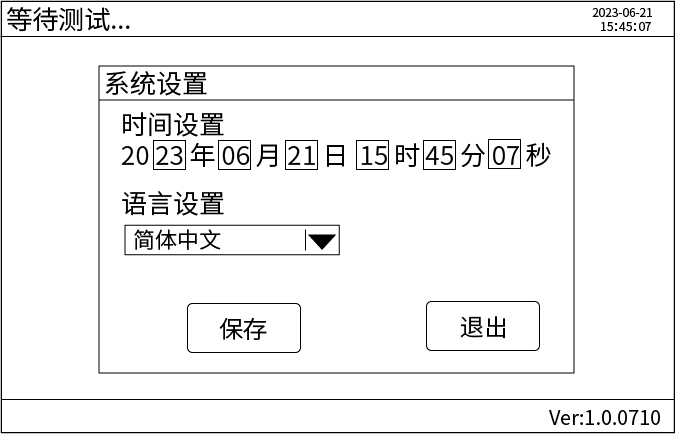 等待测试...
2023-06-21
15:45:07
系统设置
时间设置
2023年06月21日 15时45分07秒
语言设置
简体中文
保存 退出
Ver:1.0.0710